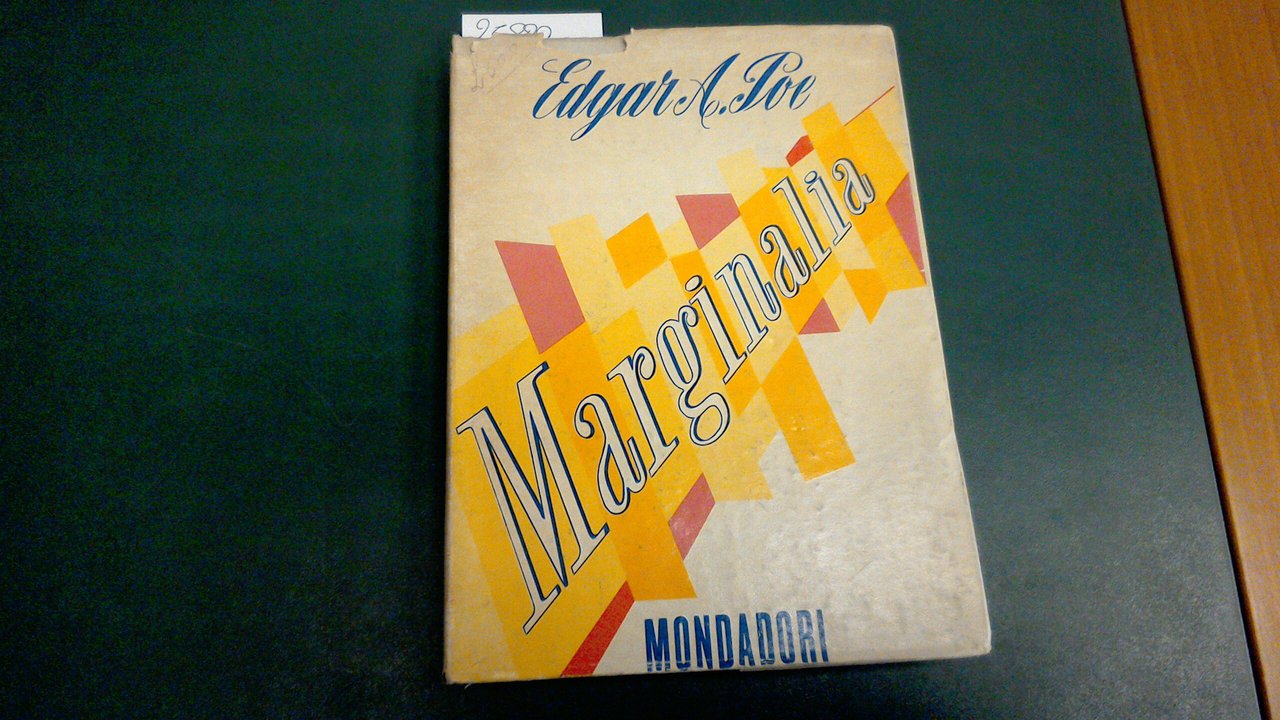 Edgar A. Poe
Marginalia
MONDADORI